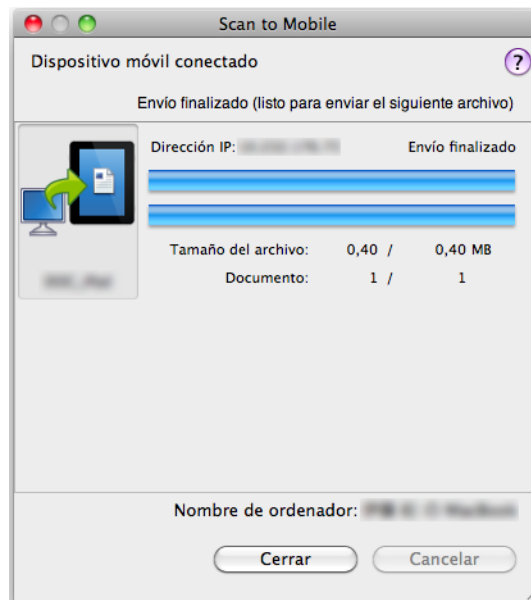 Scan to Mobile
Dispositivo móvil conectado ?
Envío finalizado (listo para enviar el siguiente archivo)
Dirección IP: Envío finalizado
Tamaño del archivo: 0,40 / 0,40 MB
Documento: 1 / 1
Nombre de ordenador:
Cerrar Cancelar